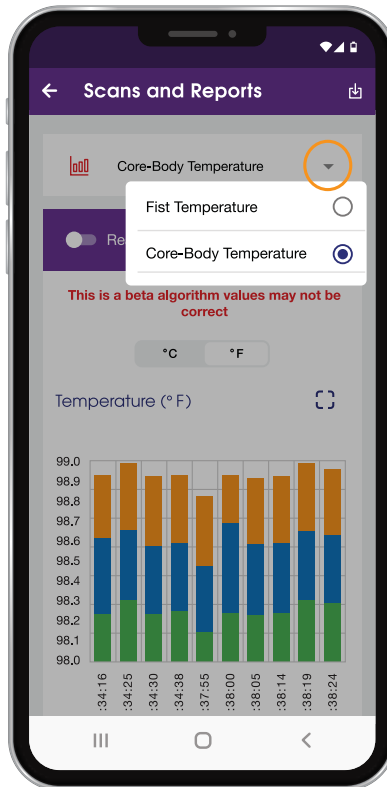 Scans and Reports
Core-Body Temperature
Fist Temperature
Re
Core-Body Temperature
This is a beta algorithm values may not be
correct
°C °F
Temperature (°F)
99.0
98.9
98.8
98.7
98.6
98.5
98.4
98.3
98.2
98.1
98.0
:34:16
:34:25
:34:30
:34:38
:37:55
:38:00
:38:05
:38:14
:38:19
:38:24